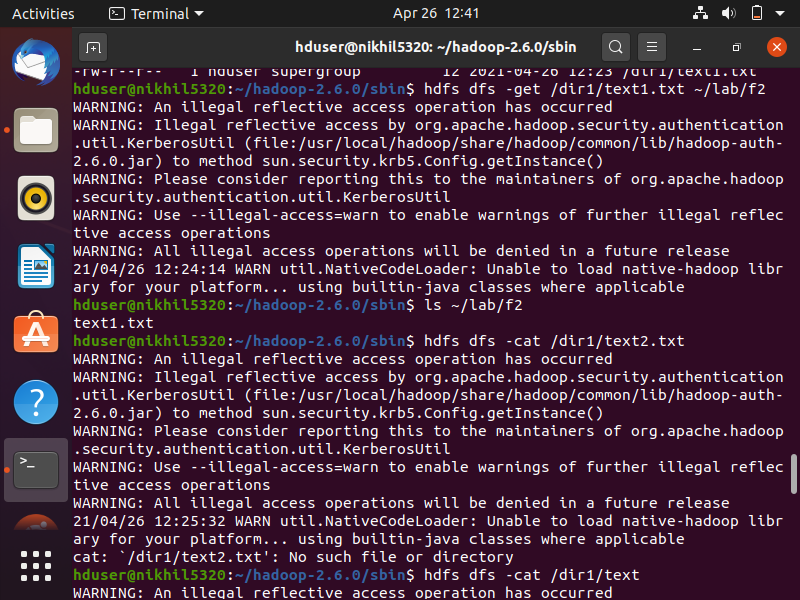 Activities
Terminal
Apr 26 12:41
hduser@nikhil5320: ~/hadoop-2.6.0/sbin
-rw-r--r-- 1 hduser supergroup 12 2021-04-26 12:23 /dir1/text1.txt
hduser@nikhil5320:~/hadoop-2.6.0/sbin$ hdfs dfs -get /dir1/text1.txt ~/lab/f2
WARNING: An illegal reflective access operation has occurred
WARNING: Illegal reflective access by org.apache.hadoop.security.authentication
.util.KerberosUtil (file:/usr/local/hadoop/share/hadoop/common/lib/hadoop-auth-
2.6.0.jar) to method sun.security.krb5.Config.getInstance()
WARNING: Please consider reporting this to the maintainers of org.apache.hadoop
.security.authentication.util.KerberosUtil
WARNING: Use --illegal-access=warn to enable warnings of further illegal reflec
tive access operations
WARNING: All illegal access operations will be denied in a future release
21/04/26 12:24:14 WARN util.NativeCodeLoader: Unable to load native-hadoop libr
ary for your platform... using builtin-java classes where applicable
hduser@nikhil5320:~/hadoop-2.6.0/sbin$ ls ~/lab/f2
text1.txt
hduser@nikhil5320:~/hadoop-2.6.0/sbin$ hdfs dfs -cat /dir1/text2.txt
WARNING: An illegal reflective access operation has occurred
WARNING: Illegal reflective access by org.apache.hadoop.security.authentication
.util.KerberosUtil (file:/usr/local/hadoop/share/hadoop/common/lib/hadoop-auth-
2.6.0.jar) to method sun.security.krb5.Config.getInstance()
WARNING: Please consider reporting this to the maintainers of org.apache.hadoop
.security.authentication.util.KerberosUtil
WARNING: Use --illegal-access=warn to enable warnings of further illegal reflec
tive access operations
WARNING: All illegal access operations will be denied in a future release
21/04/26 12:25:32 WARN util.NativeCodeLoader: Unable to load native-hadoop libr
ary for your platform... using builtin-java classes where applicable
cat: `/dir1/text2.txt': No such file or directory
hduser@nikhil5320:~/hadoop-2.6.0/sbin$ hdfs dfs -cat /dir1/text
WARNING: An illegal reflective access operation has occurred